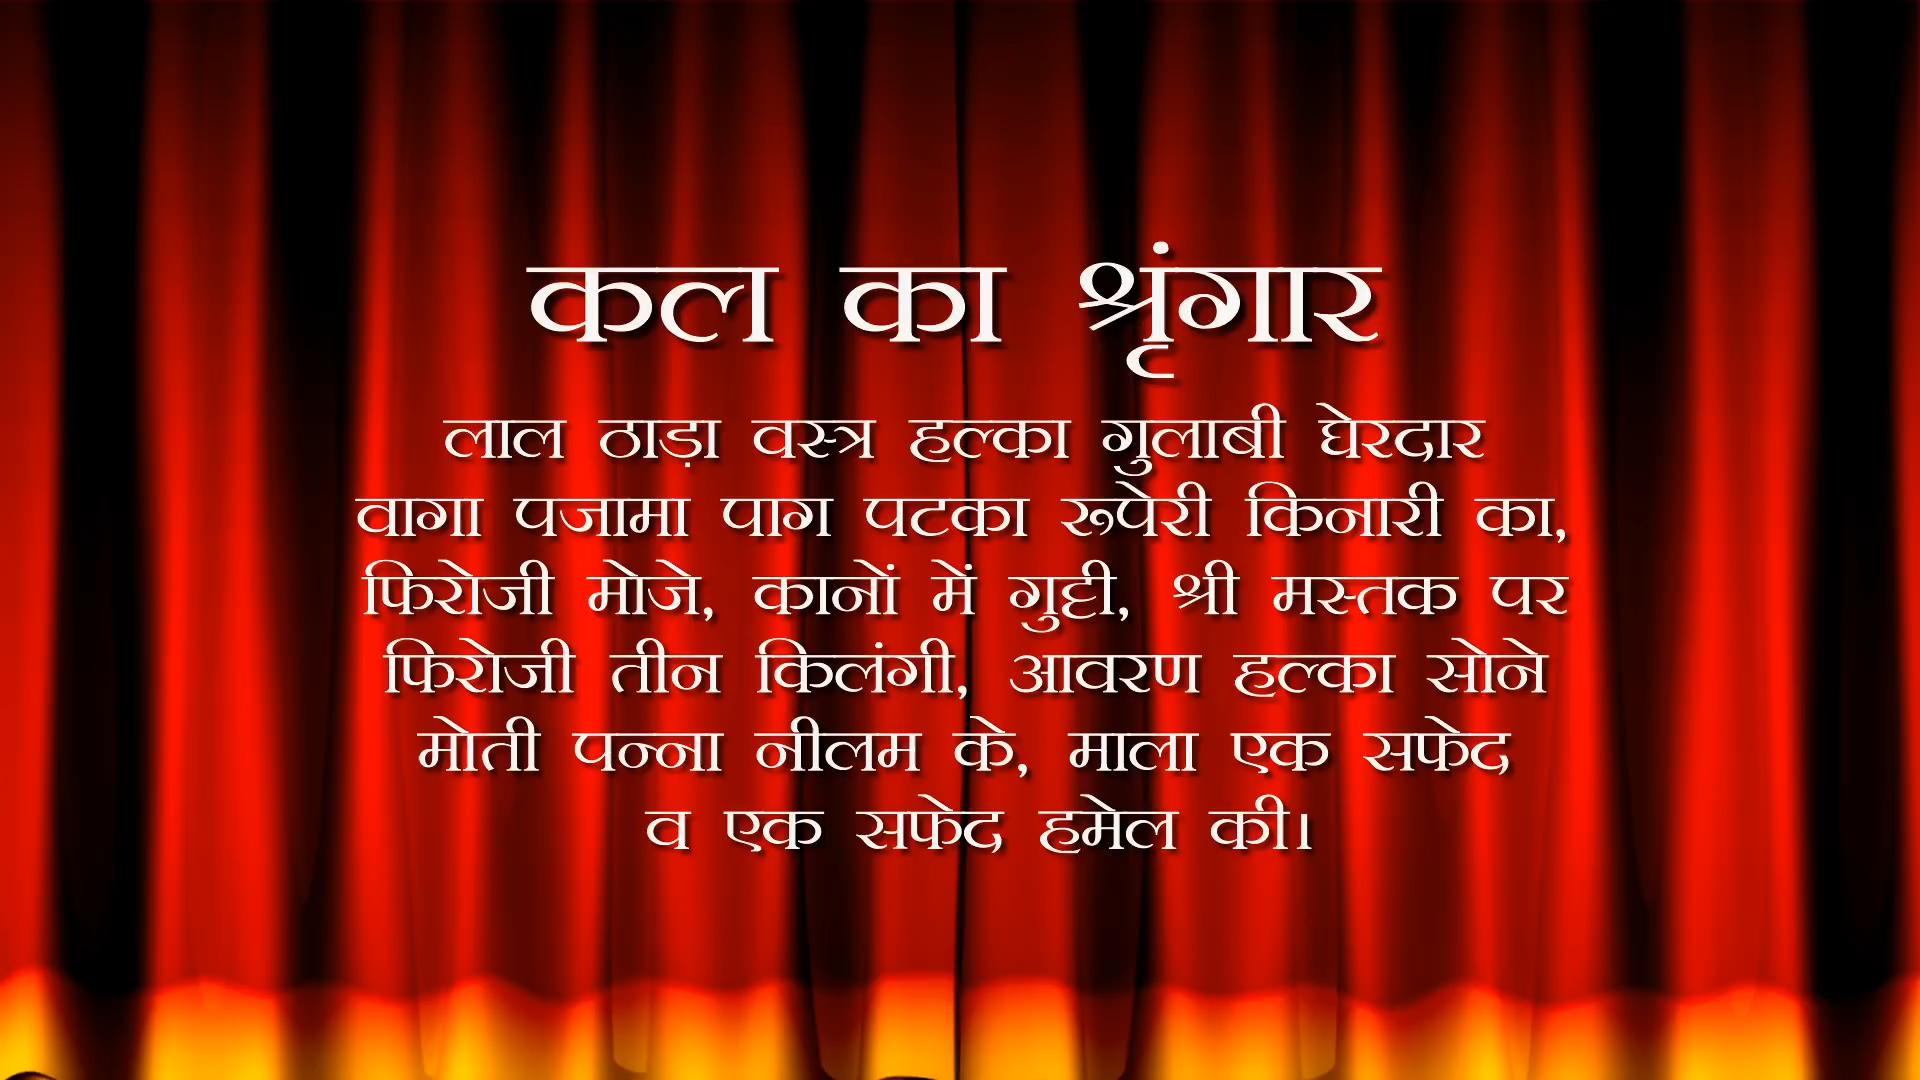 कल का श्रृंगार
लाल ठाड़ा वस्त्र हल्का गुलाबी घेरदार
वागा पजामा पाग पटका रूपेरी किनारी का,
फिरोजी मोजे, कानों में गुट्टी, श्री मस्तक पर
फिरोजी तीन किलंगी, आवरण हल्का सोने
मोती पन्ना नीलम के, माला एक सफेद
व एक सफेद हमेल की।